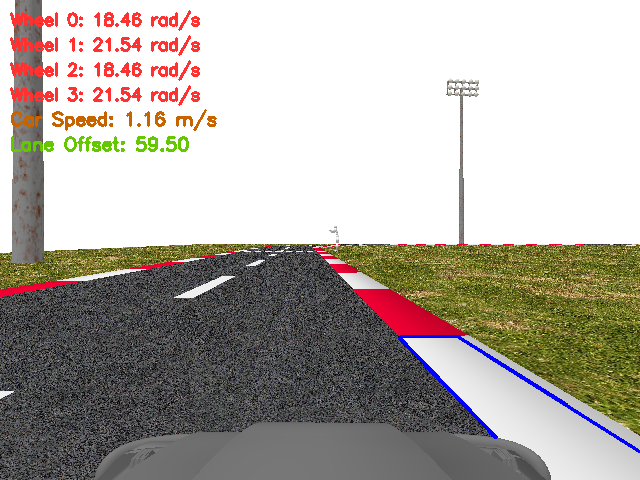 Wheel 0: 18.46 rad/s
Wheel 1: 21.54 rad/s
Wheel 2: 18.46 rad/s
Wheel 3: 21.54 rad/s
Car Speed: 1.16 m/s
Lane Offset: 59.50